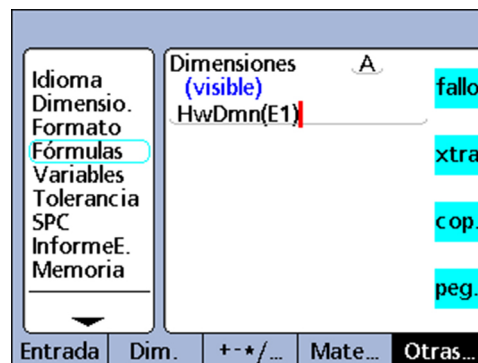 Idioma
Dimensio.
Formato
Fórmulas
Variables
Tolerancia
SPC
InformeE.
Memoria
Dimensiones A
(visible)
HwDmn(E1)
fallo
xtra
cop.
peg.
Entrada Dim. +-*/... Mate... Otras...